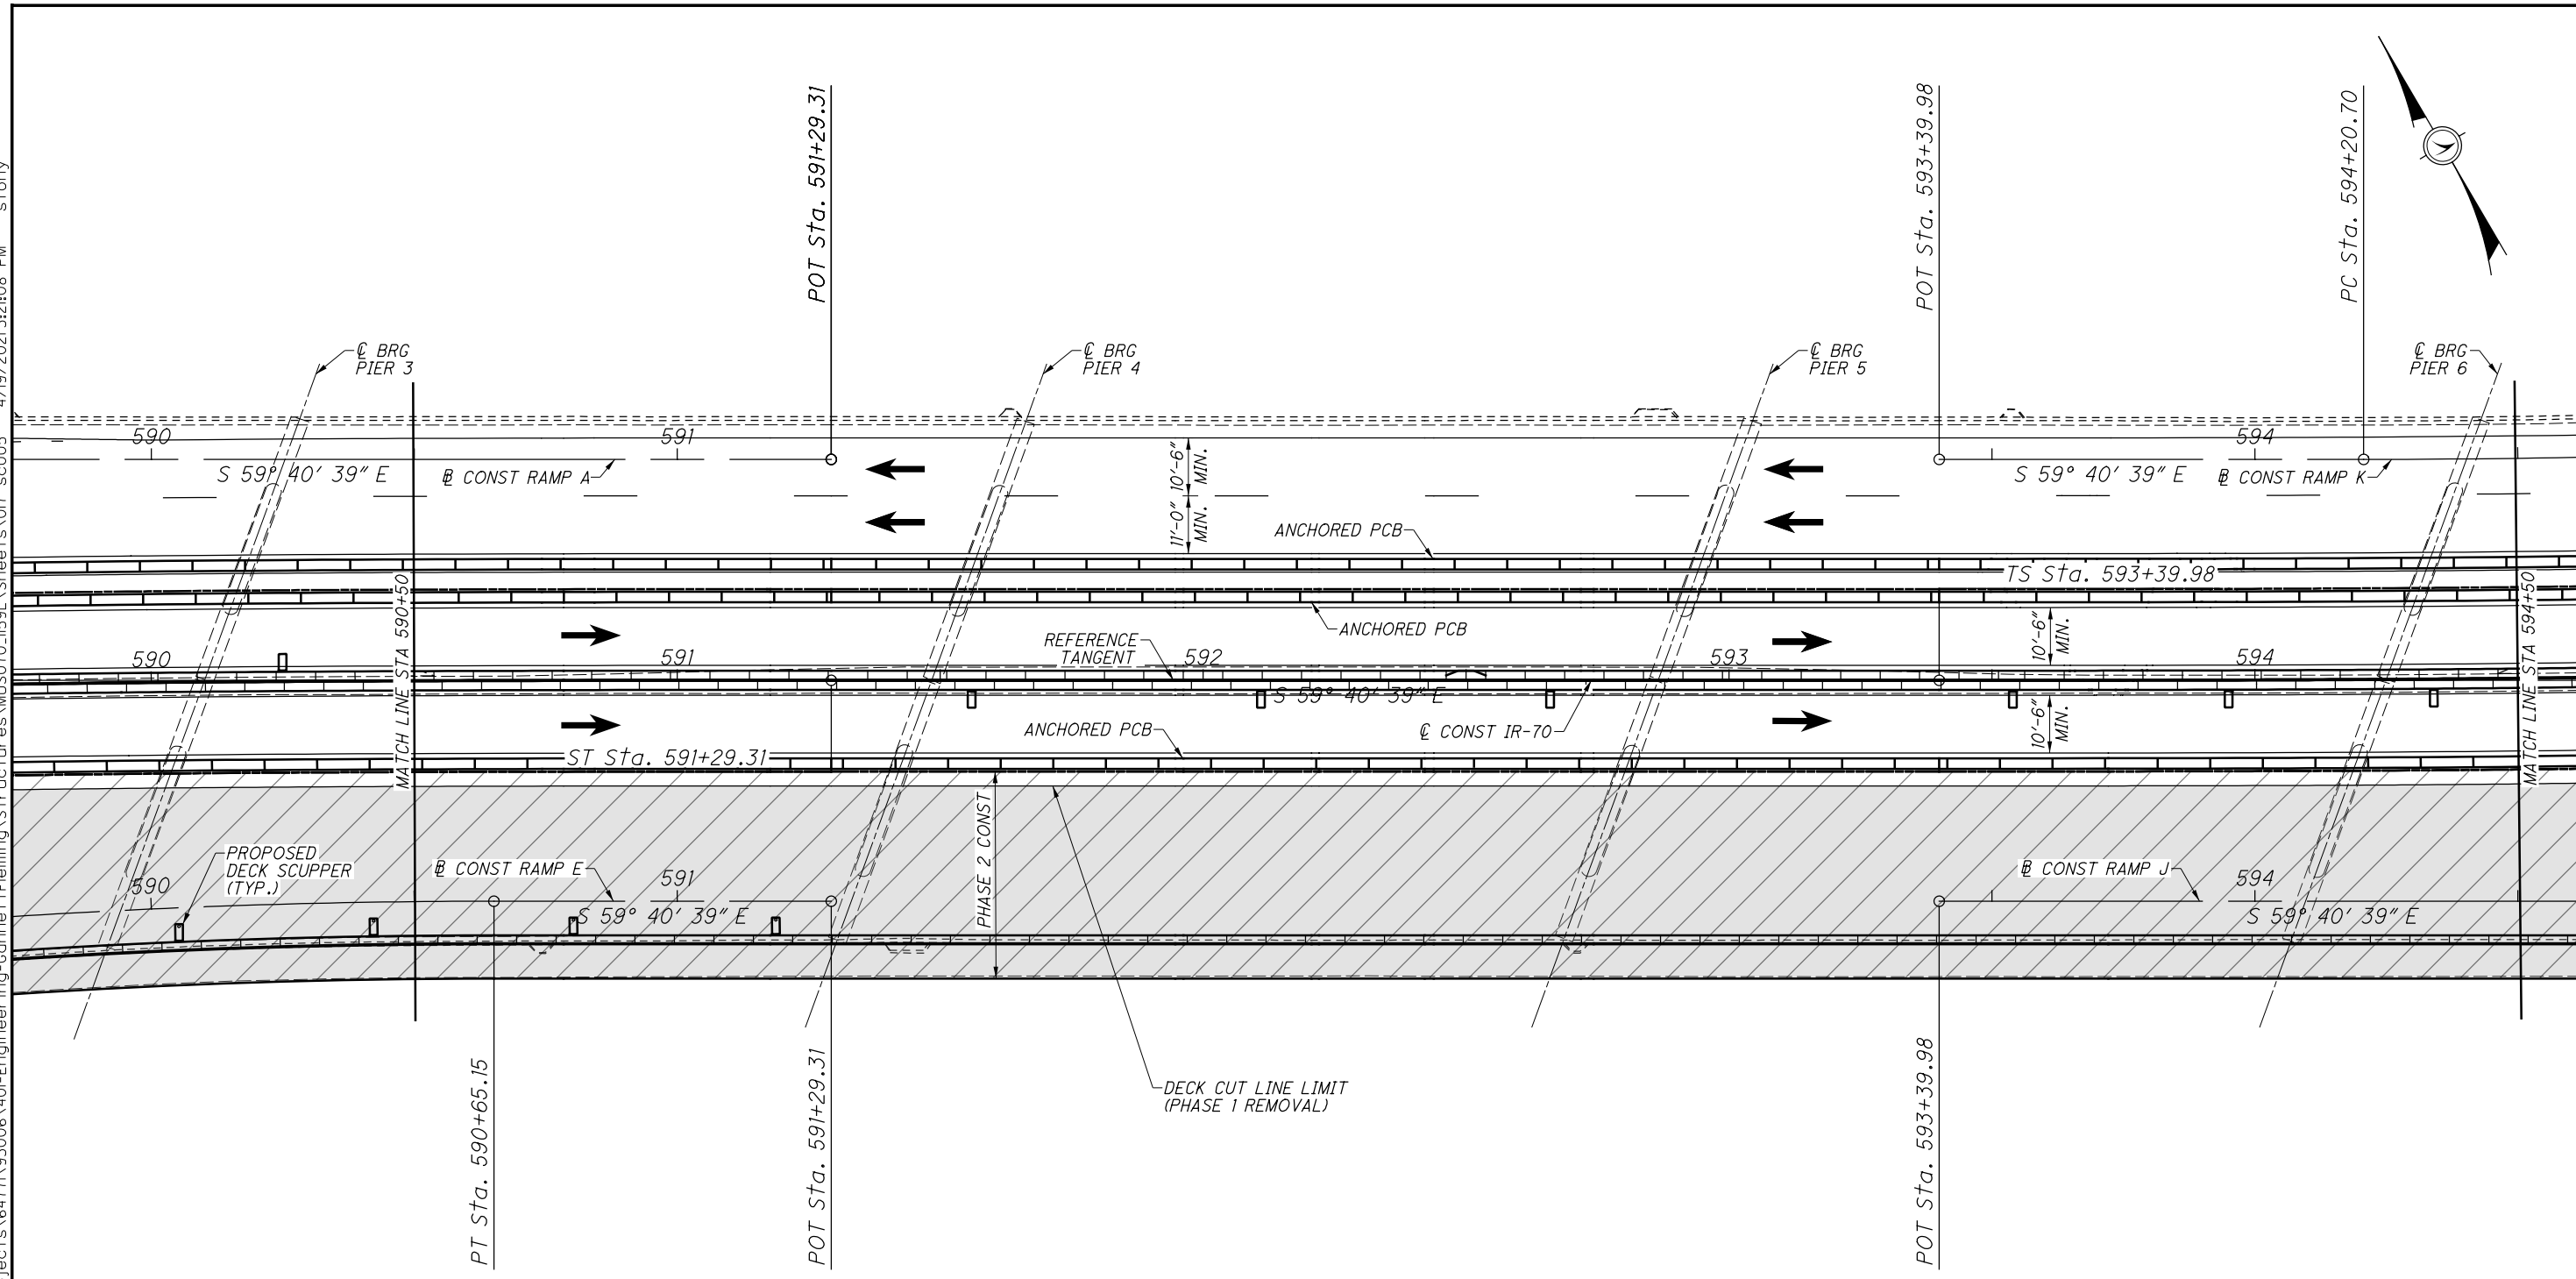 POT Sta. 591+29.31
POT Sta. 593+39.98
PC Sta. 594+20.70
4/19/2021 3:21:08 PM
℄ BRG
PIER 3
℄ BRG
PIER 4
℄ BRG
PIER 5
℄ BRG
PIER 6
590
591
594
S 59° 40' 39" E
℄ CONST RAMP A
10'-6"
MIN.
S 59° 40' 39" E
℄ CONST RAMP K
11'-0"
MIN.
ANCHORED PCB
TS Sta. 593+39.98
MATCH LINE STA 590+50
MATCH LINE STA 594+50
ANCHORED PCB
REFERENCE
TANGENT
10'-6"
MIN.
590
591
592
593
594
S 59° 40' 39" E
ANCHORED PCB
℄ CONST IR-70
10'-6"
MIN.
ST Sta. 591+29.31
PHASE 2 CONST
PROPOSED
DECK SCUPPER
(TYP.)
℄ CONST RAMP E
℄ CONST RAMP J
590
591
594
S 59° 40' 39" E
S 59° 40' 39" E
DECK CUT LINE LIMIT
(PHASE 1 REMOVAL)
PT Sta. 590+65.15
POT Sta. 591+29.31
POT Sta. 593+39.98